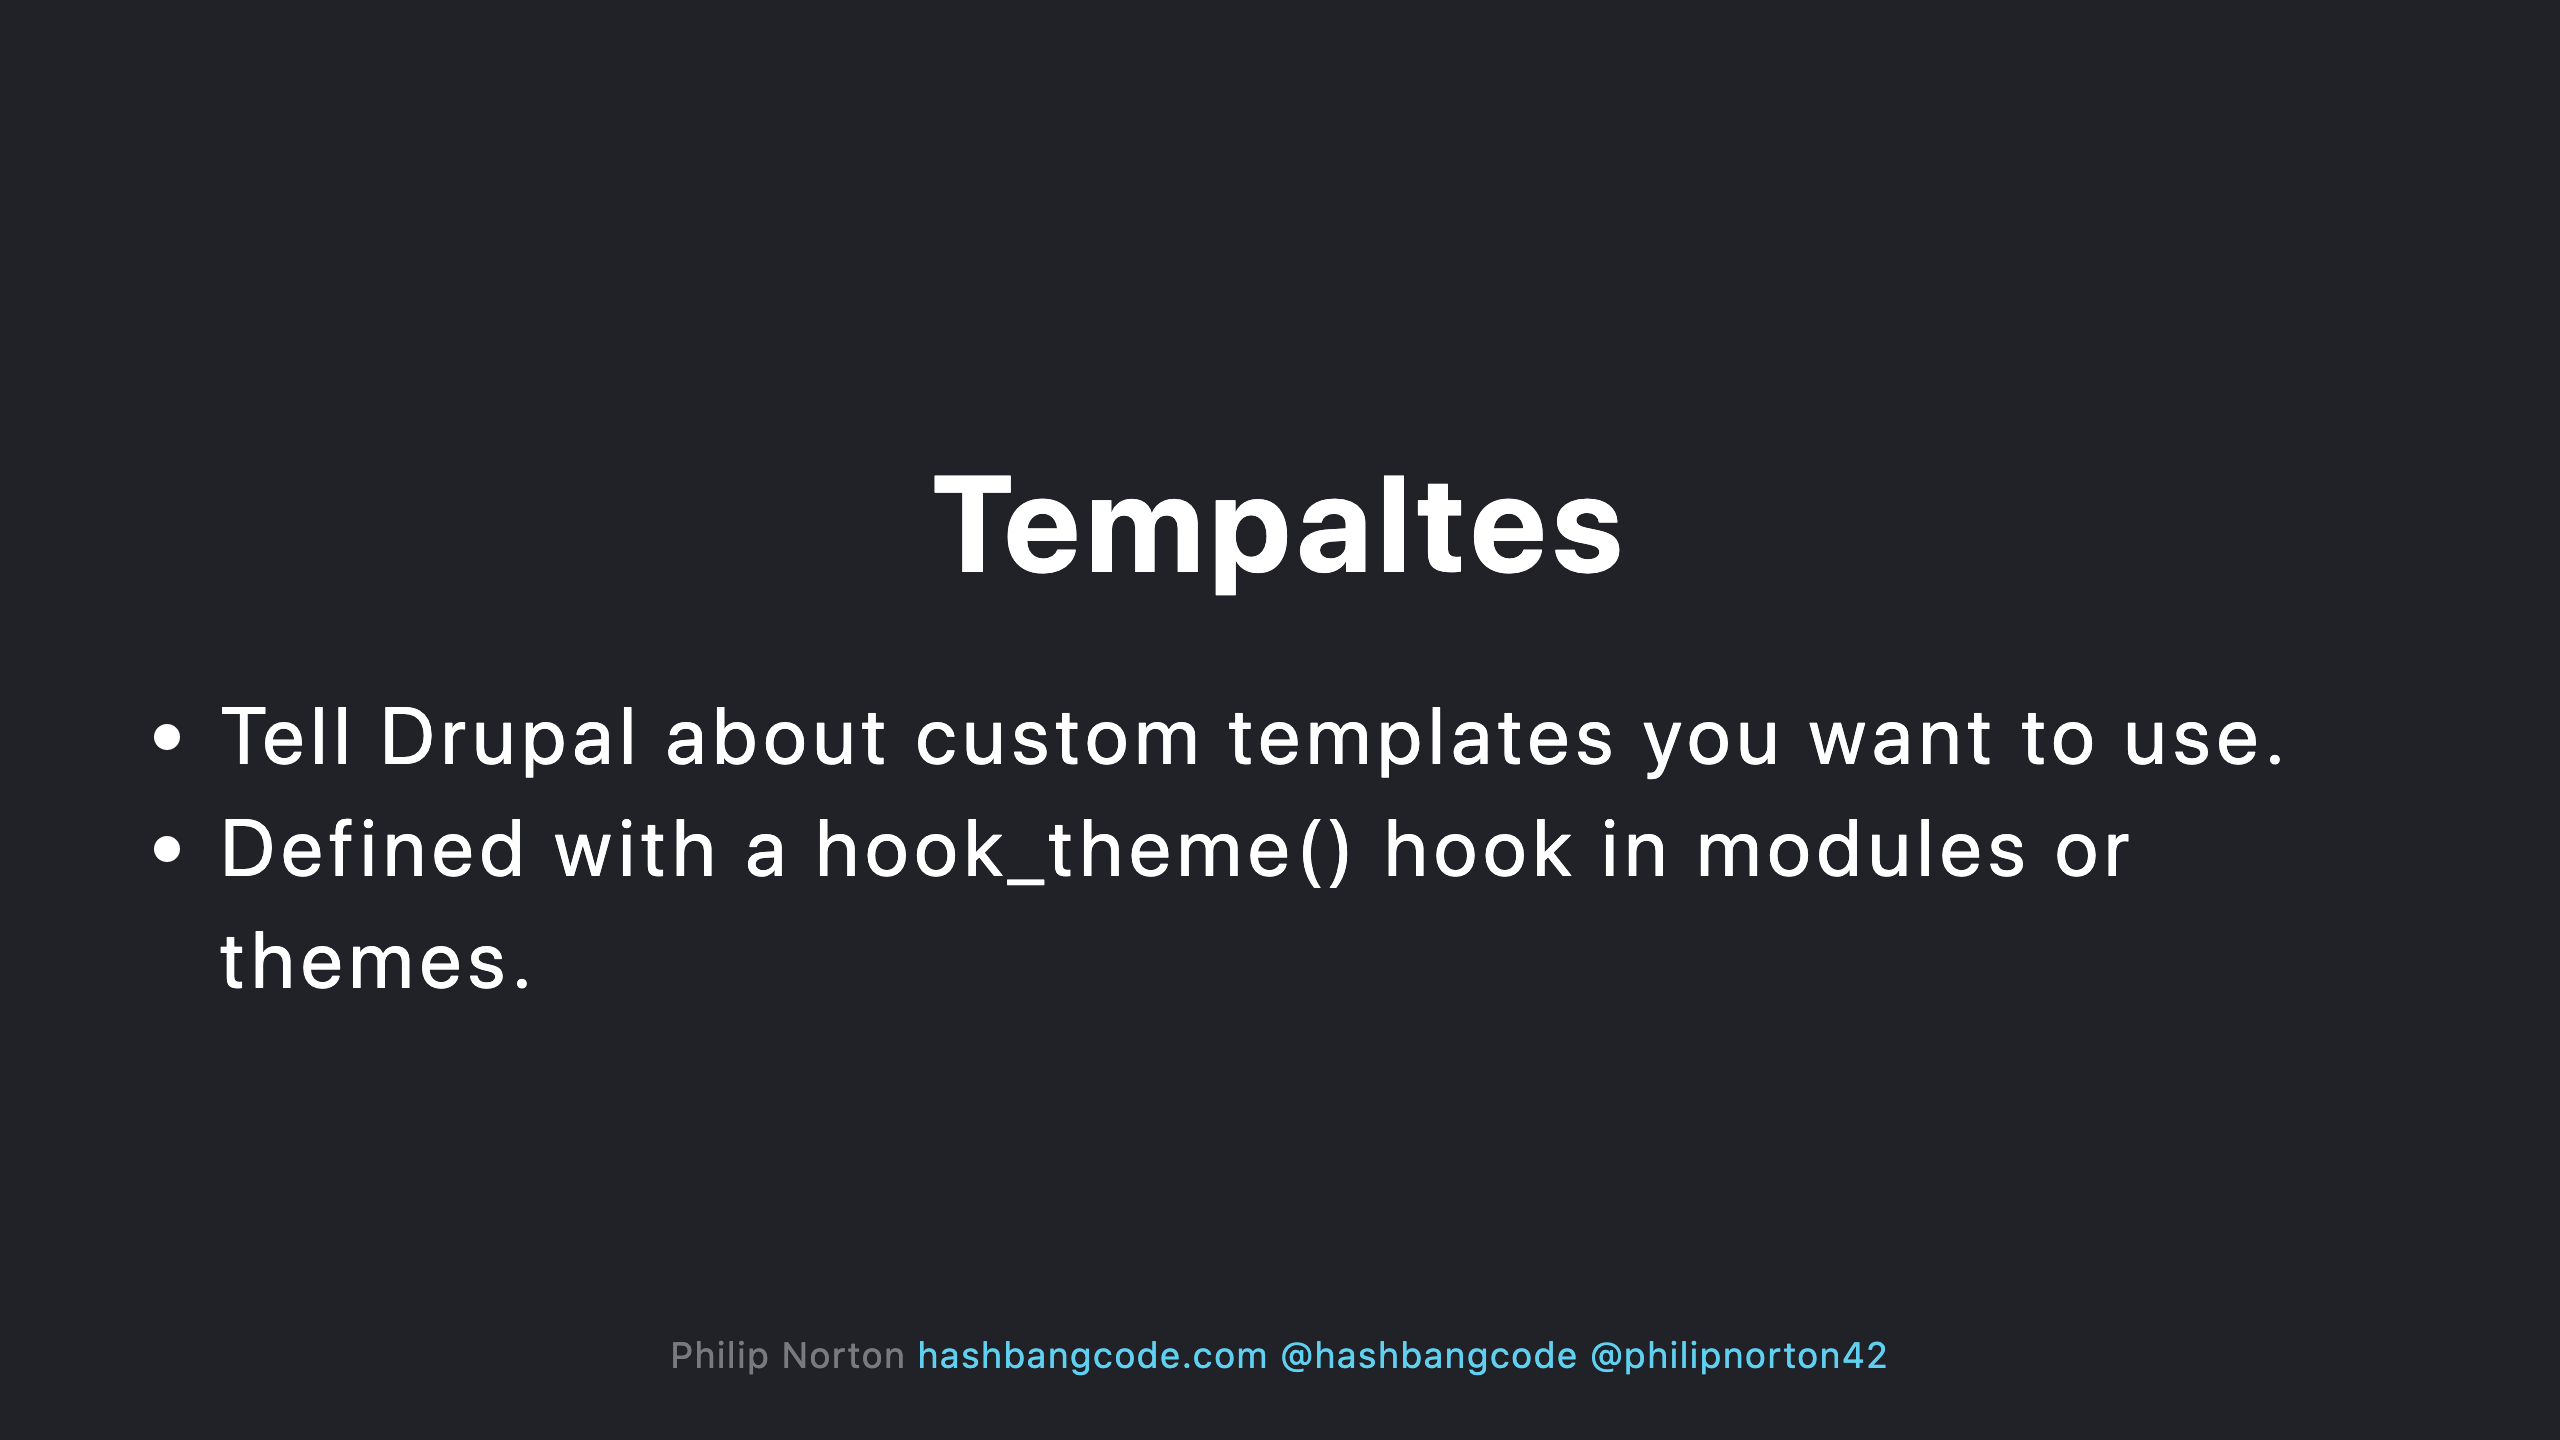 Tempaltes
• Tell Drupal about custom templates you want to use.
• Defined with a hook_theme() hook in modules or
themes.
Philip Norton hashbangcode.com @hashbangcode @philipnorton42